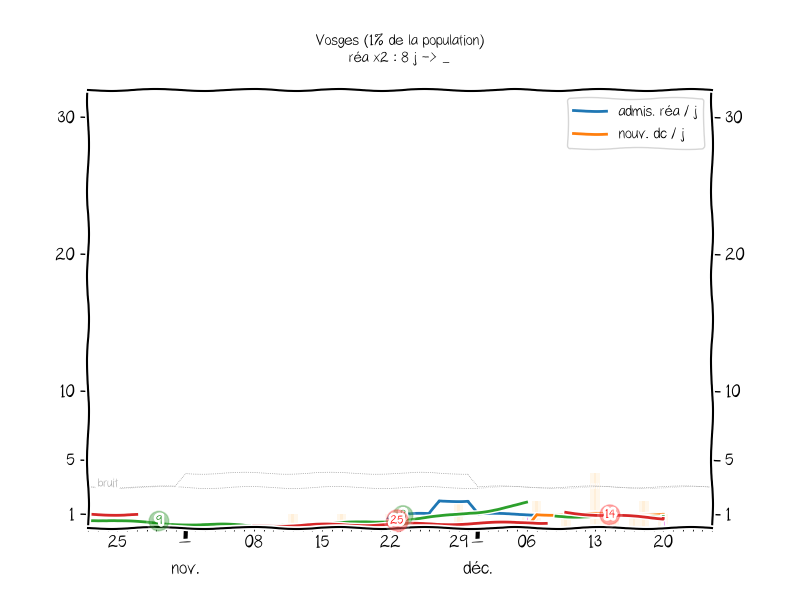 Vosges (1% de la population)
réa x2 : 8 j -> _
admis. réa / j
nouv. dc / j
30 30
20 20
10 10
5 5
bruit
1 1
9
25
14
25 08 15 22 29 06 13 20
nov. déc.